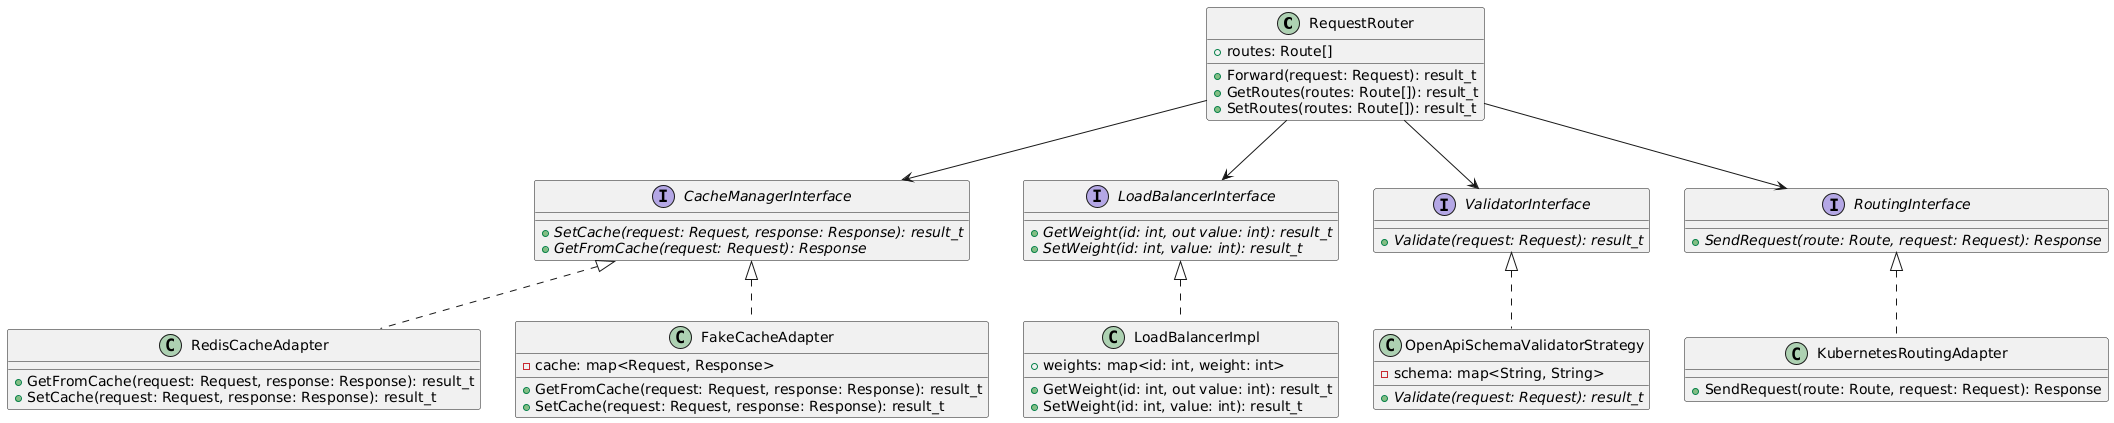 C RequestRouter
routes: Route[]
Forward(request: Request): result_t
GetRoutes(routes: Route[]): result_t
SetRoutes(routes: Route[]): result_t
I CacheManagerInterface
SetCache(request: Request, response: Response): result_t
GetFromCache(request: Request): Response
I LoadBalancerInterface
GetWeight(id: int, out value: int): result_t
SetWeight(id: int, value: int): result_t
I ValidatorInterface
Validate(request: Request): result_t
I RoutingInterface
SendRequest(route: Route, request: Request): Response
C RedisCacheAdapter
GetFromCache(request: Request, response: Response): result_t
SetCache(request: Request, response: Response): result_t
C FakeCacheAdapter
cache: map<Request, Response>
GetFromCache(request: Request, response: Response): result_t
SetCache(request: Request, response: Response): result_t
C LoadBalancerImpl
weights: map<id: int, weight: int>
GetWeight(id: int, out value: int): result_t
SetWeight(id: int, value: int): result_t
C OpenApiSchemaValidatorStrategy
schema: map<String, String>
Validate(request: Request): result_t
C KubernetesRoutingAdapter
SendRequest(route: Route, request: Request): Response